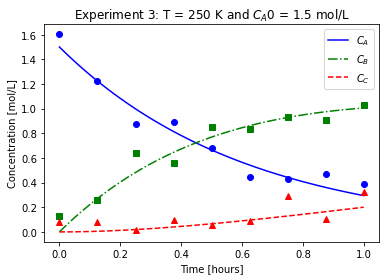 Experiment 3: T = 250 K and C_A0 = 1.5 mol/L
Concentration [mol/L]
1.6
1.4
1.2
1.0
0.8
0.6
0.4
0.2
0.0
C_A
C_B
C_C
0.0 0.2 0.4 0.6 0.8 1.0
Time [hours]